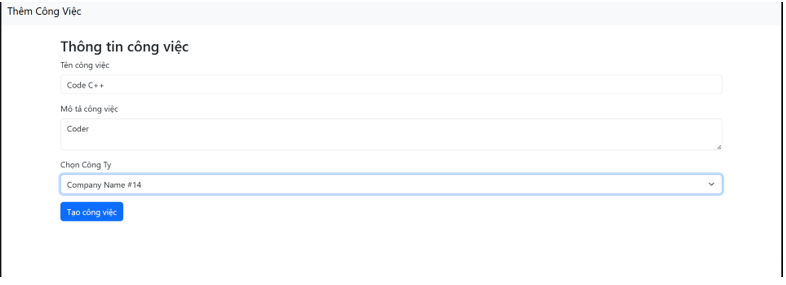 Thêm Công Việc
Thông tin công việc
Tên công việc
Code C++
Mô tả công việc
Coder
Chọn Công Ty
Company Name #14
Tạo công việc